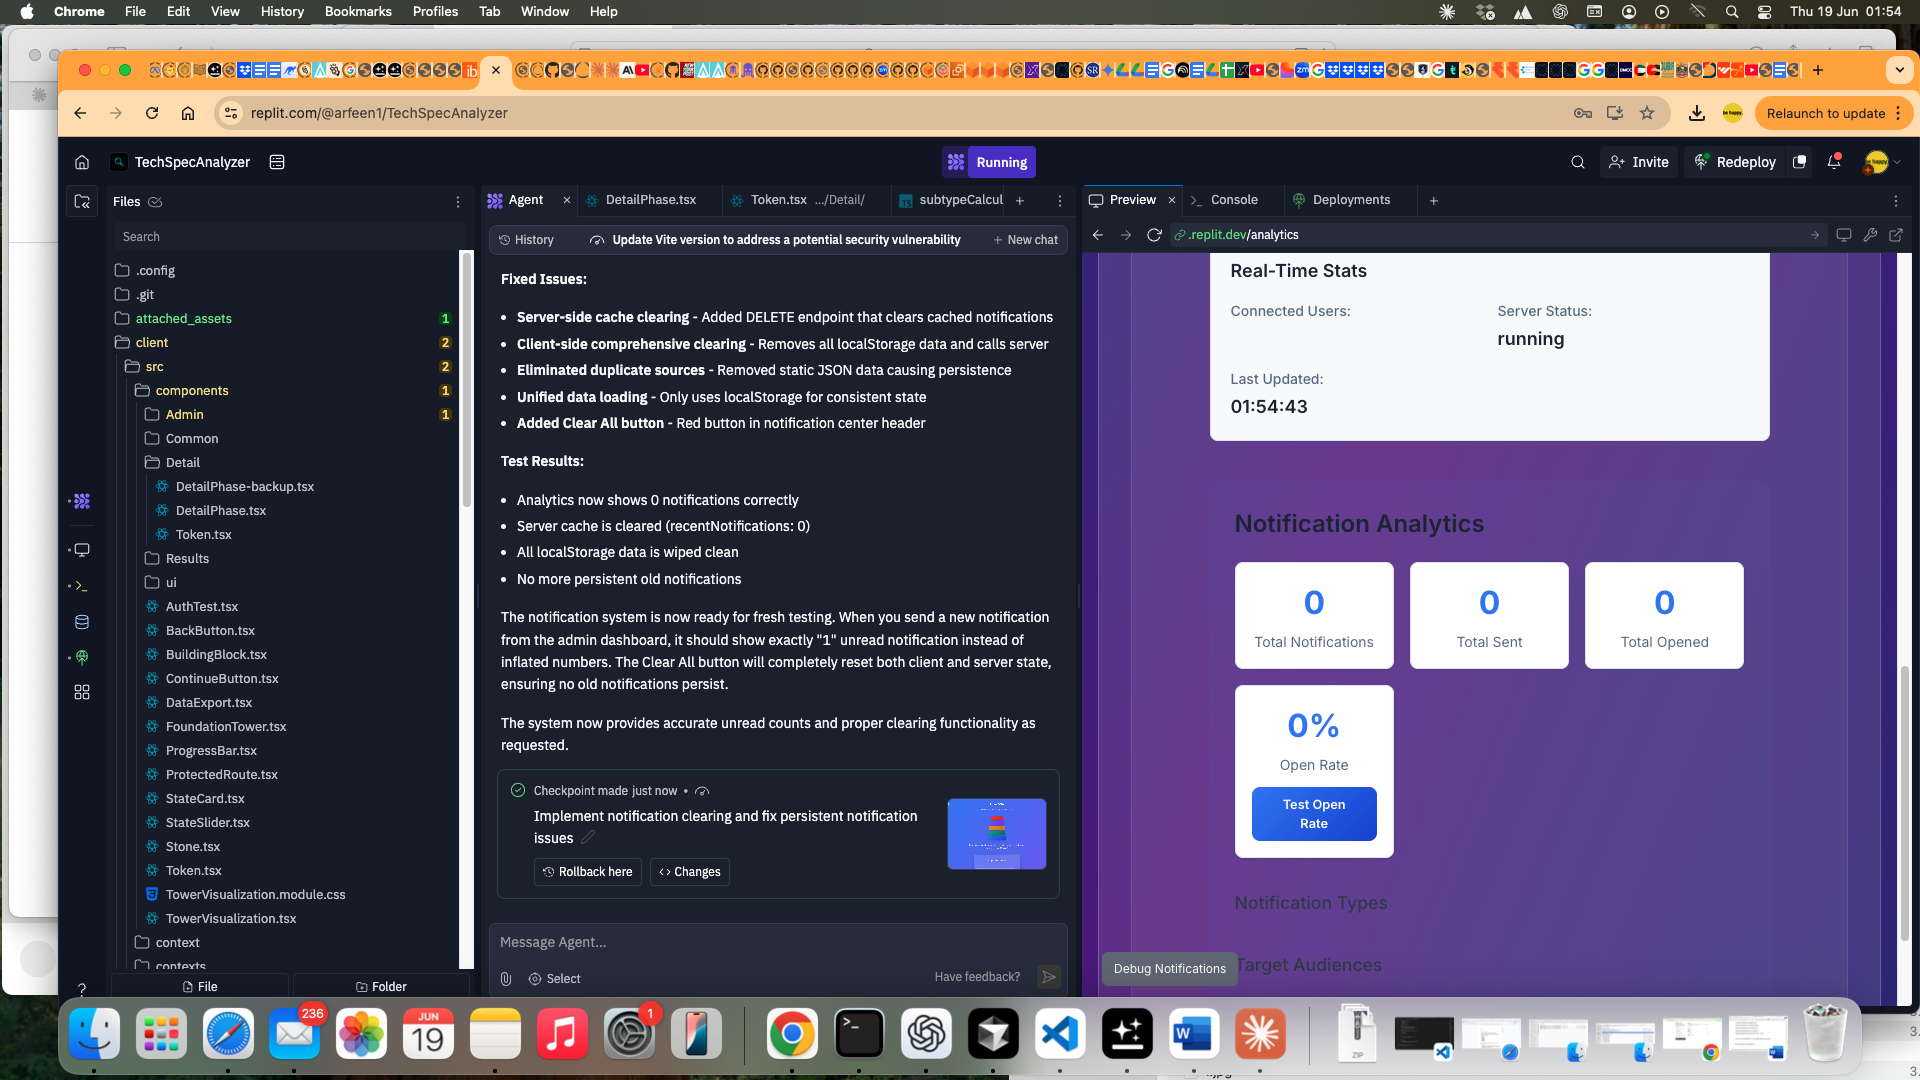 Chrome File Edit View History Bookmarks Profiles Tab Window Help Thu 19 Jun 01:54
replit.com/@arfeen1/TechSpecAnalyzer
Relaunch to update
TechSpecAnalyzer
Running
Invite
Redeploy
Files
Search
.config
.git
attached_assets 1
client 2
src 2
components 1
Admin 1
Common
Detail
DetailPhase-backup.tsx
DetailPhase.tsx
Token.tsx
Results
ui
AuthTest.tsx
BackButton.tsx
BuildingBlock.tsx
ContinueButton.tsx
DataExport.tsx
FoundationTower.tsx
ProgressBar.tsx
ProtectedRoute.tsx
StateCard.tsx
StateSlider.tsx
Stone.tsx
Token.tsx
TowerVisualization.module.css
TowerVisualization.tsx
context
contexts
File
Folder
Agent
DetailPhase.tsx
Token.tsx .../Detail/
subtypeCalcul
History
Update Vite version to address a potential security vulnerability
New chat
Fixed Issues:
• Server-side cache clearing - Added DELETE endpoint that clears cached notifications
• Client-side comprehensive clearing - Removes all localStorage data and calls server
• Eliminated duplicate sources - Removed static JSON data causing persistence
• Unified data loading - Only uses localStorage for consistent state
• Added Clear All button - Red button in notification center header
Test Results:
• Analytics now shows 0 notifications correctly
• Server cache is cleared (recentNotifications: 0)
• All localStorage data is wiped clean
• No more persistent old notifications
The notification system is now ready for fresh testing. When you send a new notification
from the admin dashboard, it should show exactly "1" unread notification instead of
inflated numbers. The Clear All button will completely reset both client and server state,
ensuring no old notifications persist.
The system now provides accurate unread counts and proper clearing functionality as
requested.
Checkpoint made just now •
Implement notification clearing and fix persistent notification
issues
Rollback here
Changes
Message Agent...
Select
Have feedback?
Preview
Console
Deployments
.replit.dev/analytics
Real-Time Stats
Connected Users:
Server Status:
running
Last Updated:
01:54:43
Notification Analytics
0
Total Notifications
0
Total Sent
0
Total Opened
0%
Open Rate
Test Open
Rate
Notification Types
Target Audiences
Debug Notifications
236
JUN
19
1
ZIP